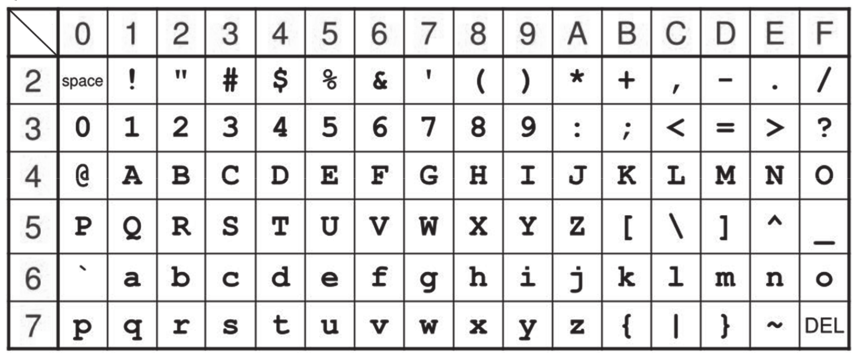 0 1 2 3 4 5 6 7 8 9 A B C D E F
2 space ! " # $ % & ' ( ) * + , - . /
3 0 1 2 3 4 5 6 7 8 9 : ; < = > ?
4 @ A B C D E F G H I J K L M N O
5 P Q R S T U V W X Y Z [ \ ] ^ _
6 ` a b c d e f g h i j k l m n o
7 p q r s t u v w x y z { | } ~ DEL